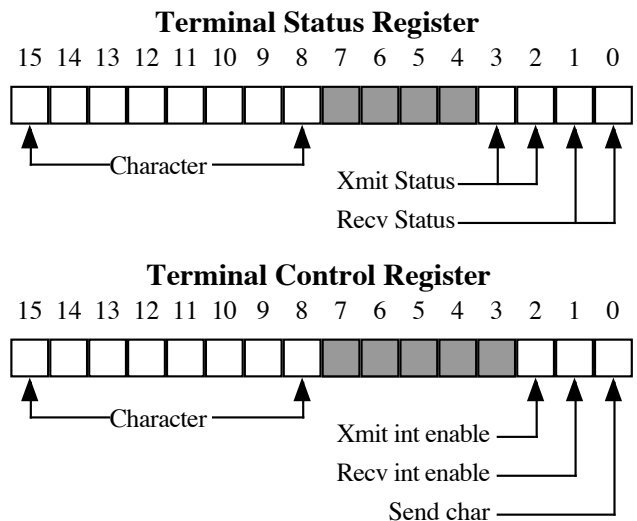 Terminal Status Register
15 14 13 12 11 10 9 8 7 6 5 4 3 2 1 0
Character
Xmit Status
Recv Status
Terminal Control Register
15 14 13 12 11 10 9 8 7 6 5 4 3 2 1 0
Character
Xmit int enable
Recv int enable
Send char